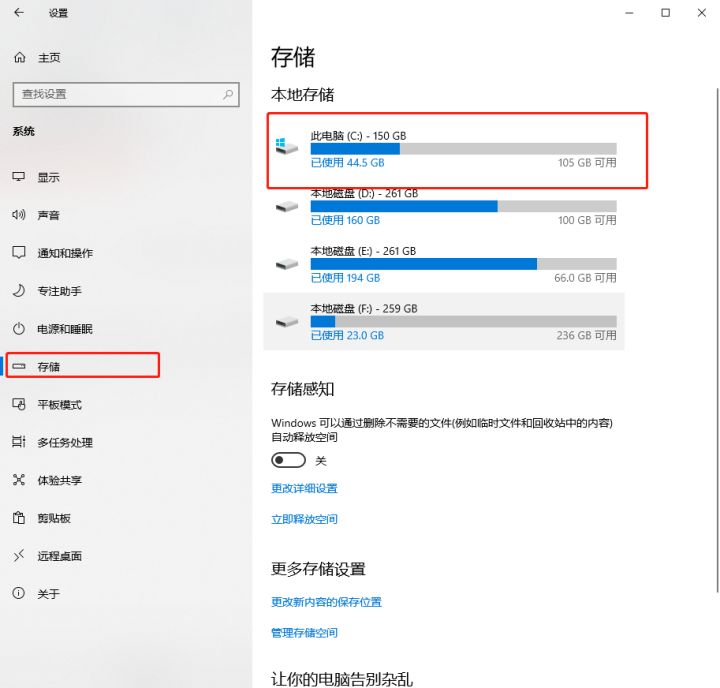 设置
主页
查找设置
系统
显示
声音
通知和操作
专注助手
电源和睡眠
存储
平板模式
多任务处理
体验共享
剪贴板
远程桌面
关于
存储
本地存储
此电脑 (C:) - 150 GB
已使用 44.5 GB 105 GB 可用
本地磁盘 (D:) - 261 GB
已使用 160 GB 100 GB 可用
本地磁盘 (E:) - 261 GB
已使用 194 GB 66.0 GB 可用
本地磁盘 (F:) - 259 GB
已使用 23.0 GB 236 GB 可用
存储感知
Windows 可以通过删除不需要的文件(例如临时文件和回收站中的内容)
自动释放空间
关
更改详细设置
立即释放空间
更多存储设置
更改新内容的保存位置
管理存储空间
让你的电脑告别杂乱